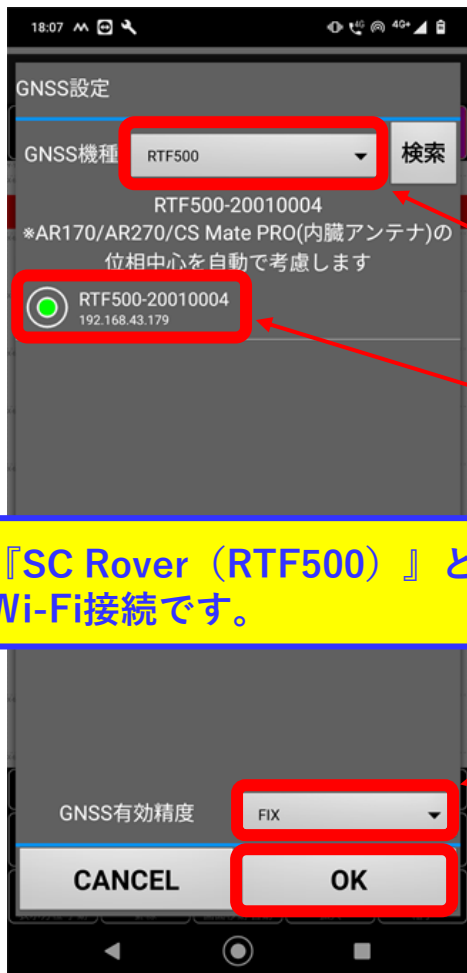 18:07 4G 4G+
GNSS設定
GNSS機種 RTF500 検索
RTF500-20010004
*AR170/AR270/CS Mate PRO(内臓アンテナ)の
位相中心を自動で考慮します
RTF500-20010004
192.168.43.179
『SC Rover（RTF500）』と
Wi-Fi接続です。
GNSS有効精度 FIX
CANCEL OK